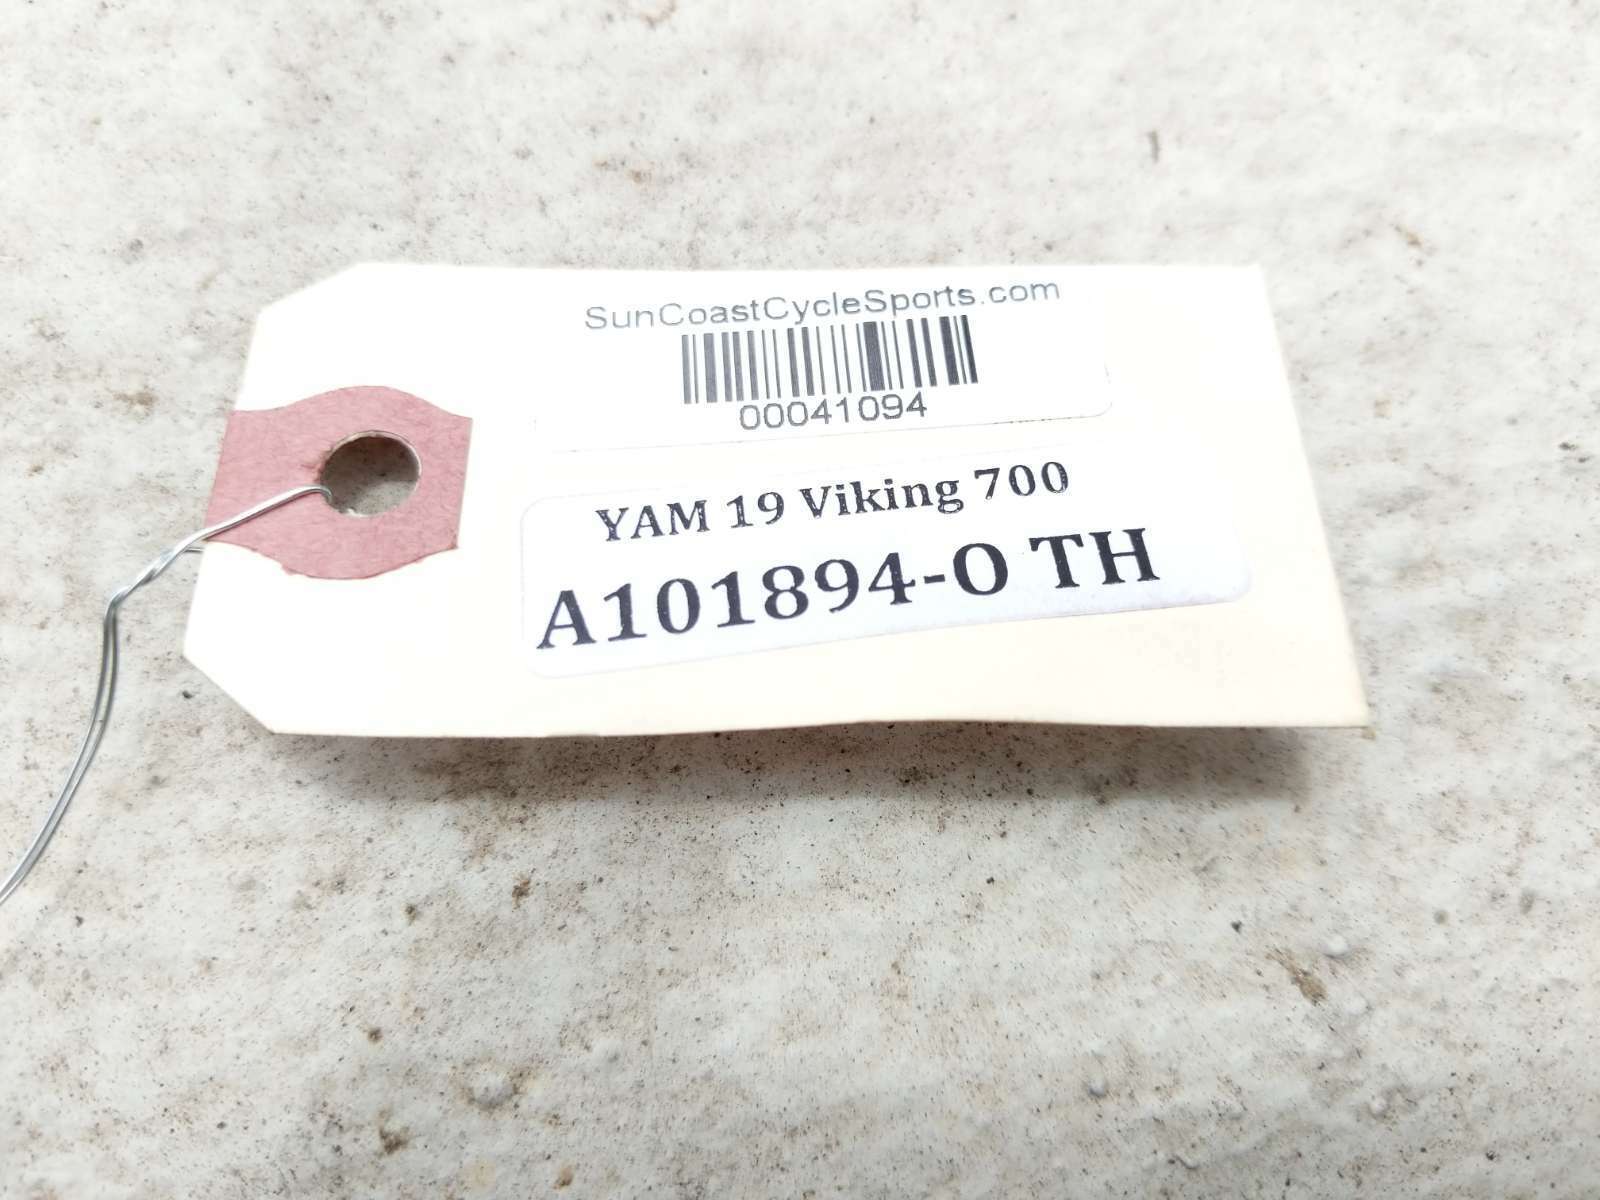 SunCoastCycleSports.com
00041094
YAM 19 Viking 700
A101894-O TH